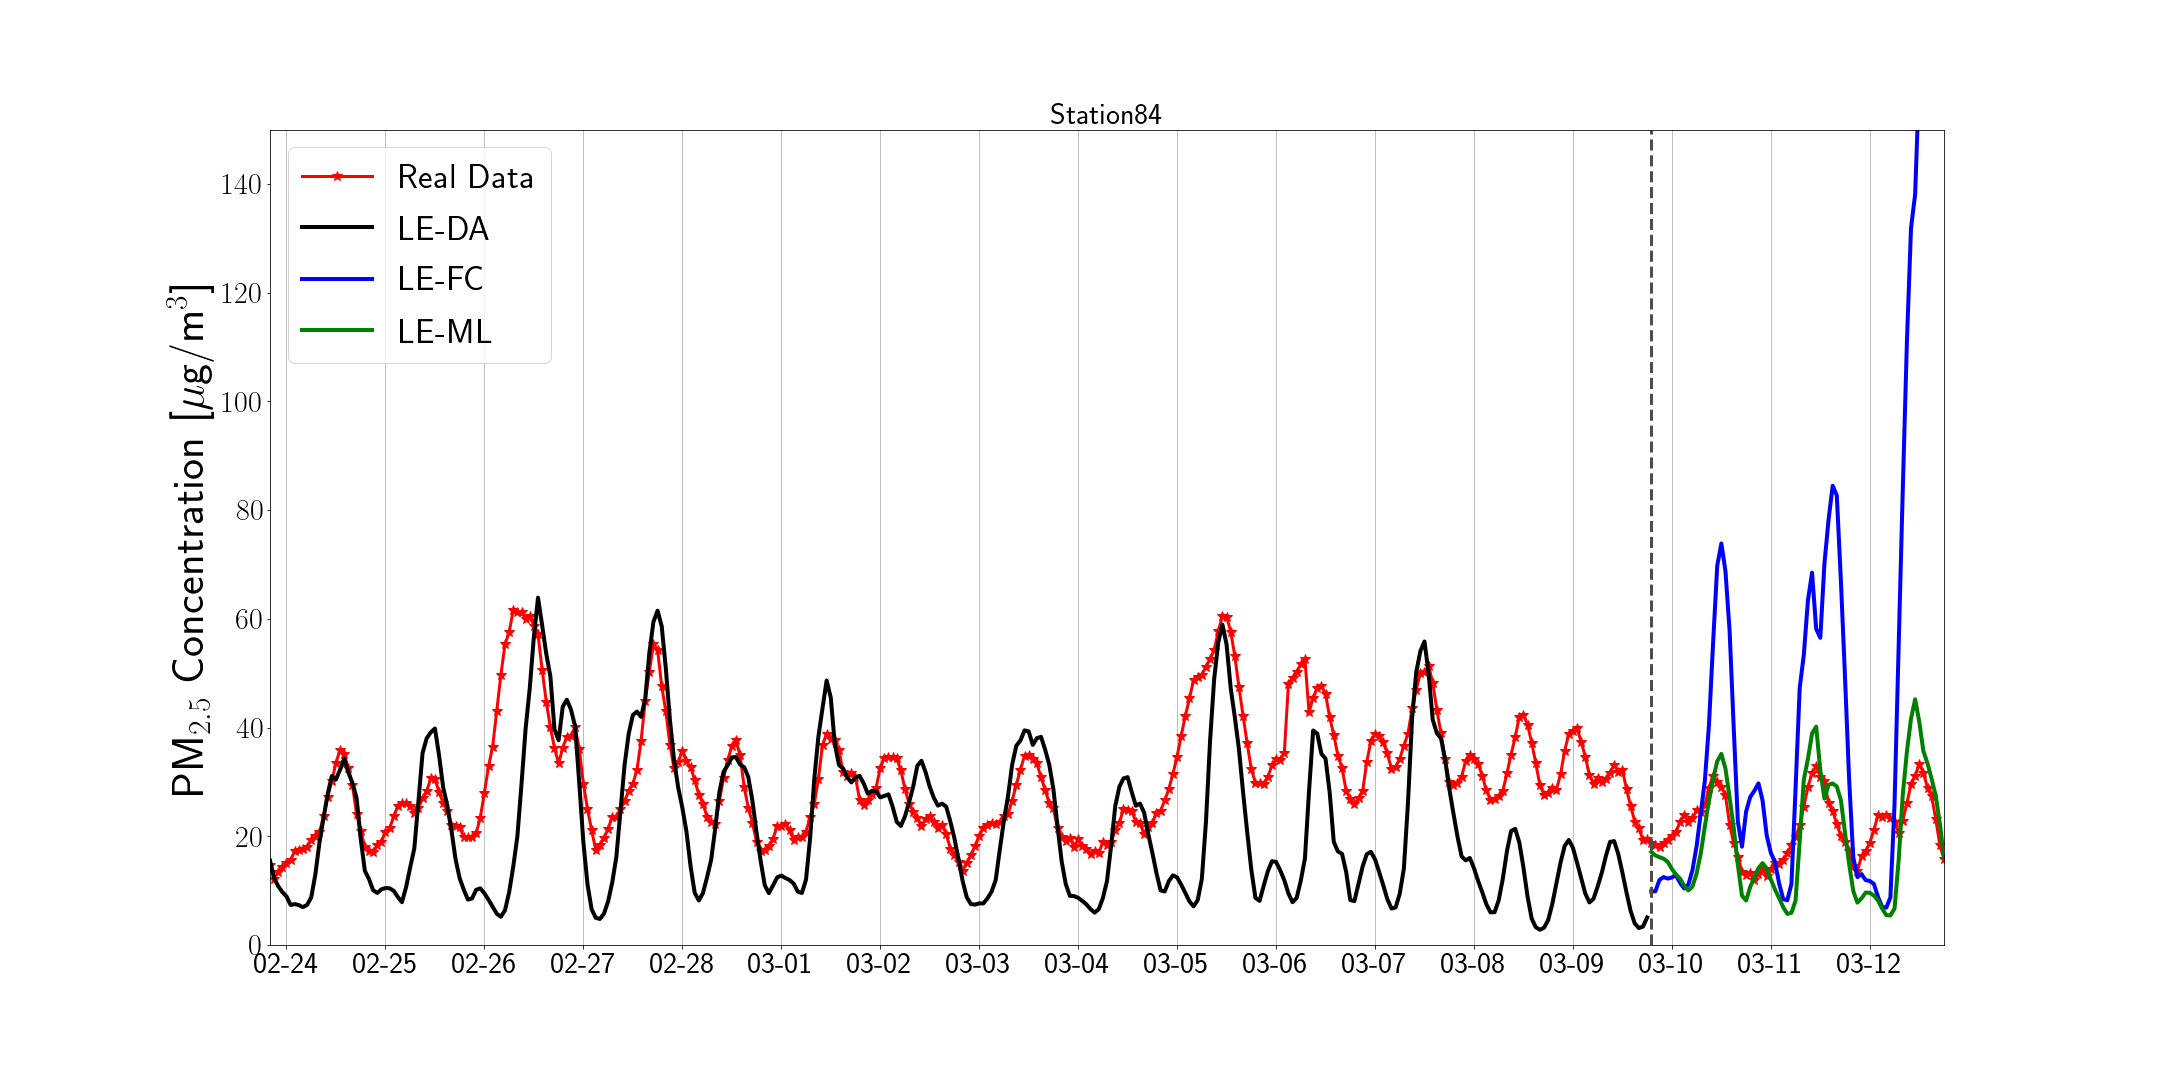 Station84
PM₂.₅ Concentration [μg/m³]
140
120
100
80
60
40
20
0
Real Data
LE-DA
LE-FC
LE-ML
02-24 02-25 02-26 02-27 02-28 03-01 03-02 03-03 03-04 03-05 03-06 03-07 03-08 03-09 03-10 03-11 03-12